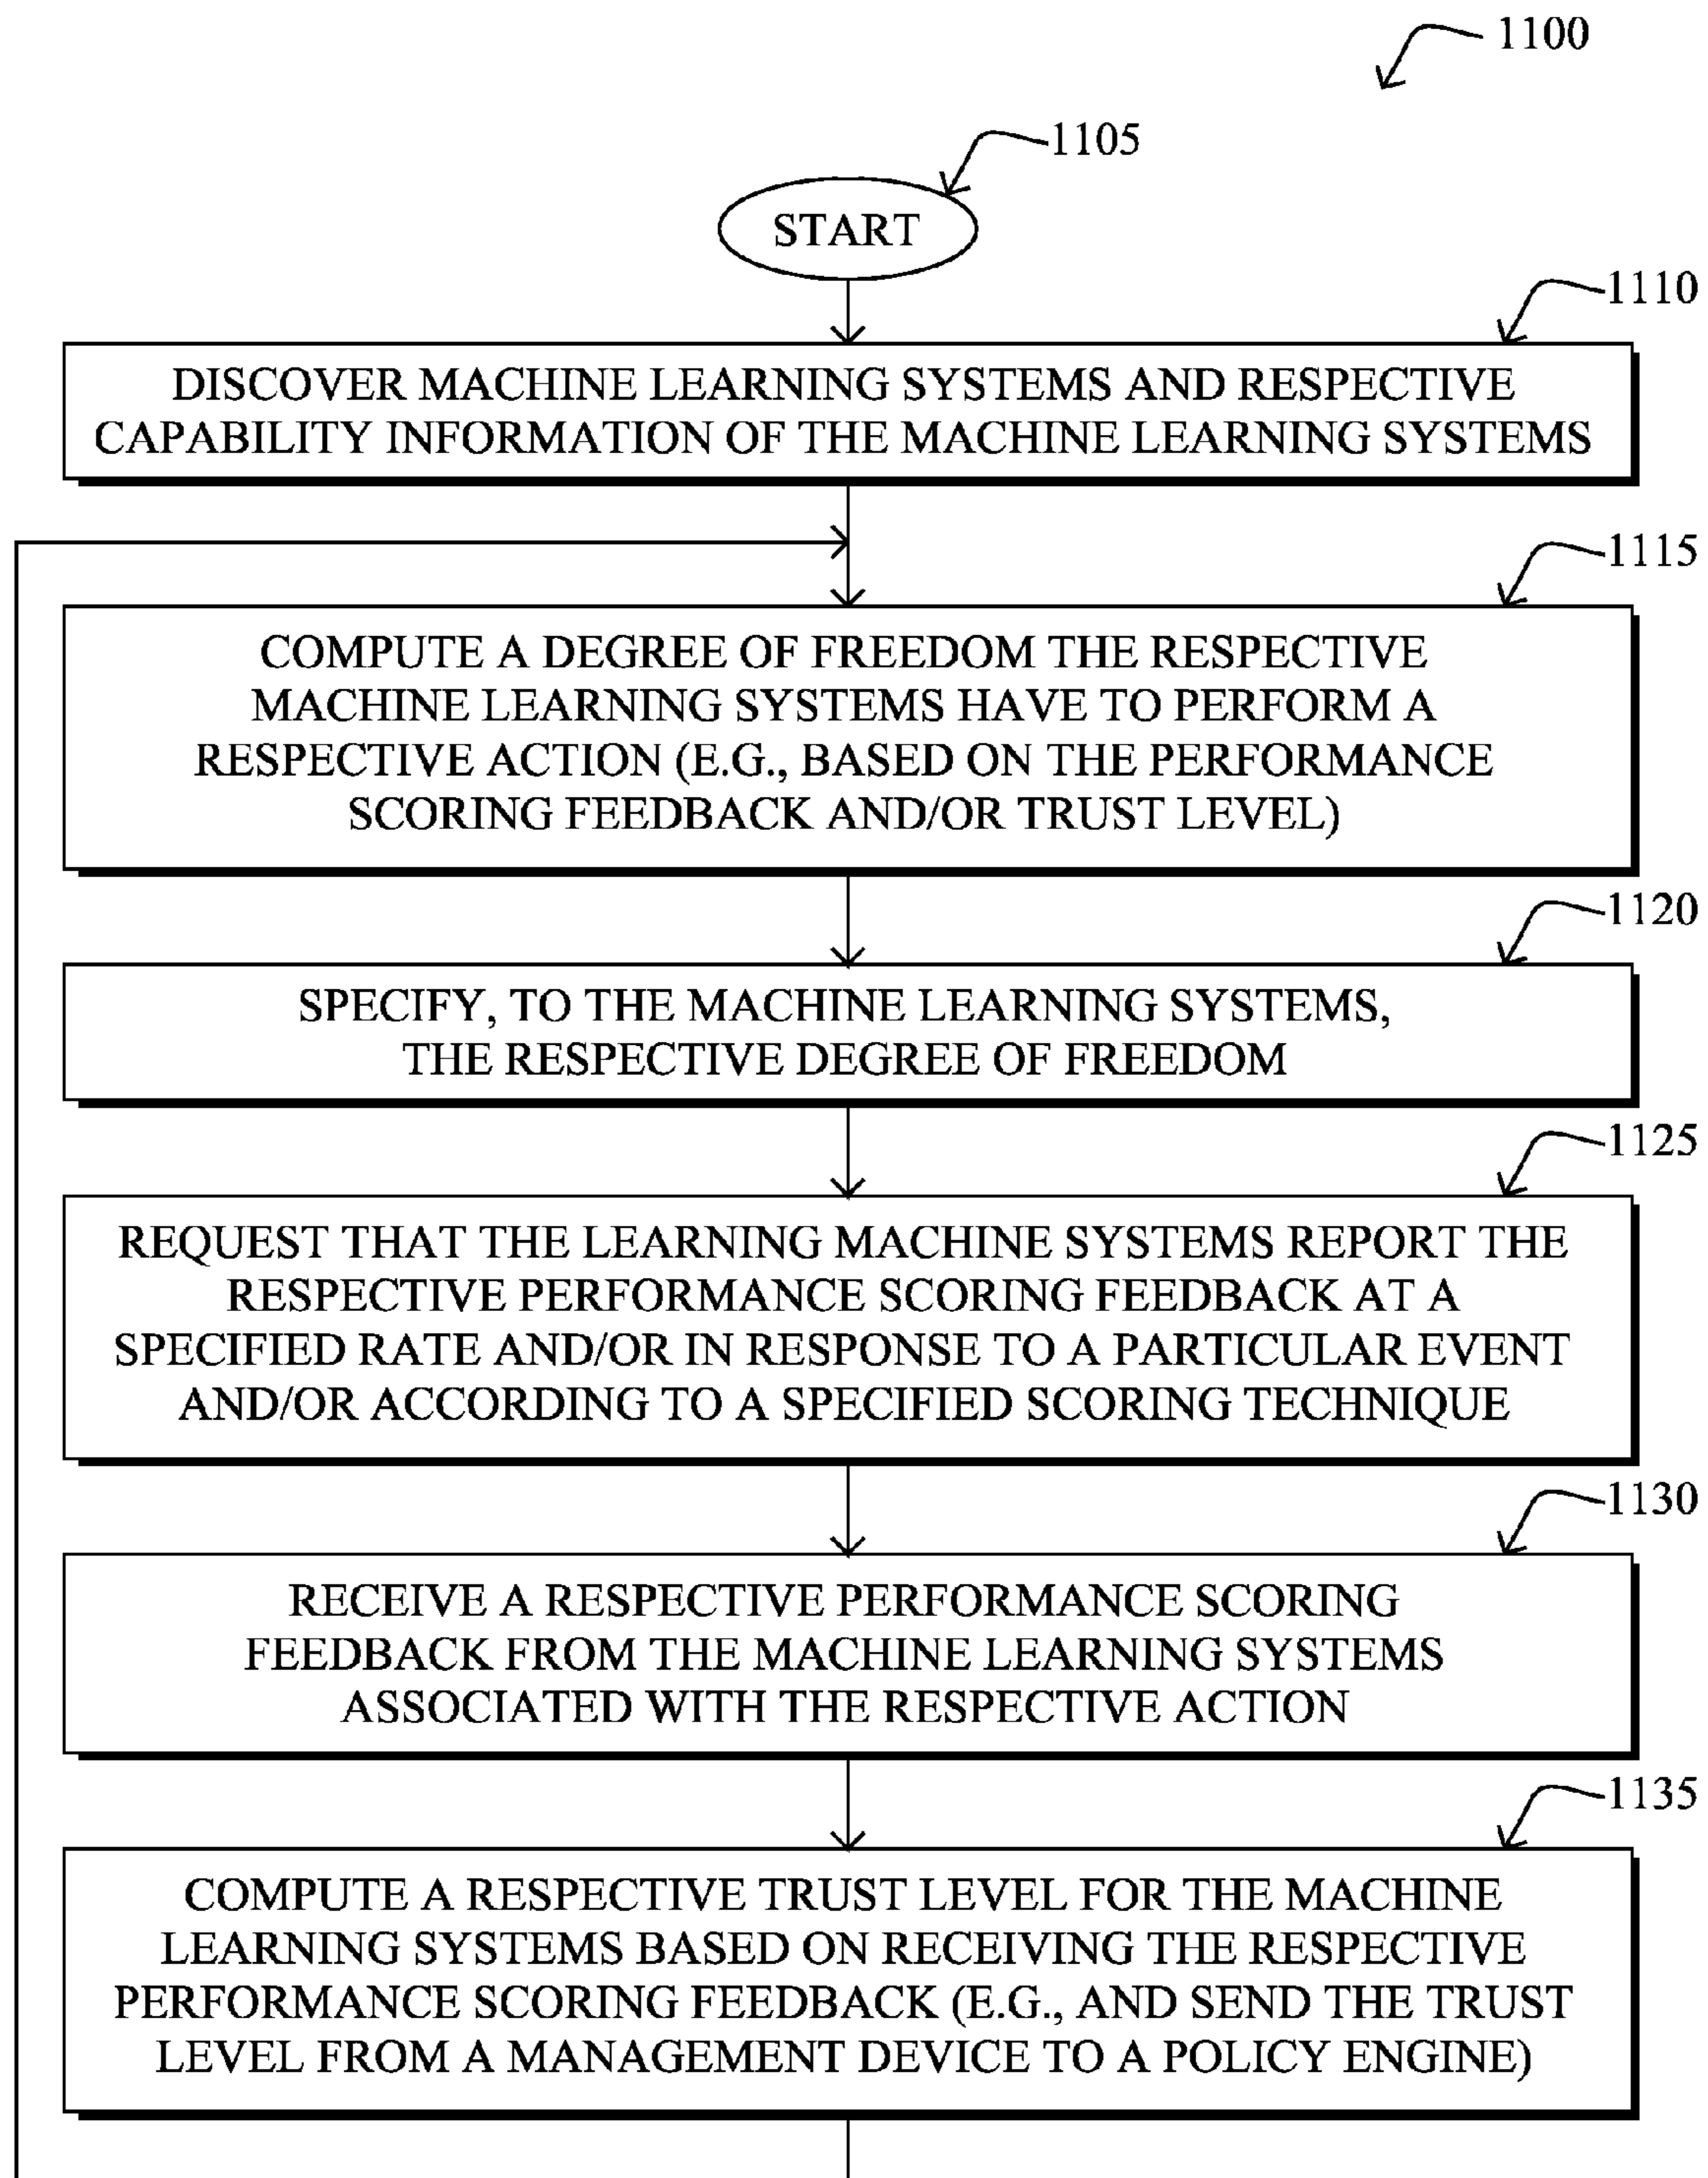 1100
1105
START
1110
DISCOVER MACHINE LEARNING SYSTEMS AND RESPECTIVE
CAPABILITY INFORMATION OF THE MACHINE LEARNING SYSTEMS
1115
COMPUTE A DEGREE OF FREEDOM THE RESPECTIVE
MACHINE LEARNING SYSTEMS HAVE TO PERFORM A
RESPECTIVE ACTION (E.G., BASED ON THE PERFORMANCE
SCORING FEEDBACK AND/OR TRUST LEVEL)
1120
SPECIFY, TO THE MACHINE LEARNING SYSTEMS,
THE RESPECTIVE DEGREE OF FREEDOM
1125
REQUEST THAT THE LEARNING MACHINE SYSTEMS REPORT THE
RESPECTIVE PERFORMANCE SCORING FEEDBACK AT A
SPECIFIED RATE AND/OR IN RESPONSE TO A PARTICULAR EVENT
AND/OR ACCORDING TO A SPECIFIED SCORING TECHNIQUE
1130
RECEIVE A RESPECTIVE PERFORMANCE SCORING
FEEDBACK FROM THE MACHINE LEARNING SYSTEMS
ASSOCIATED WITH THE RESPECTIVE ACTION
1135
COMPUTE A RESPECTIVE TRUST LEVEL FOR THE MACHINE
LEARNING SYSTEMS BASED ON RECEIVING THE RESPECTIVE
PERFORMANCE SCORING FEEDBACK (E.G., AND SEND THE TRUST
LEVEL FROM A MANAGEMENT DEVICE TO A POLICY ENGINE)